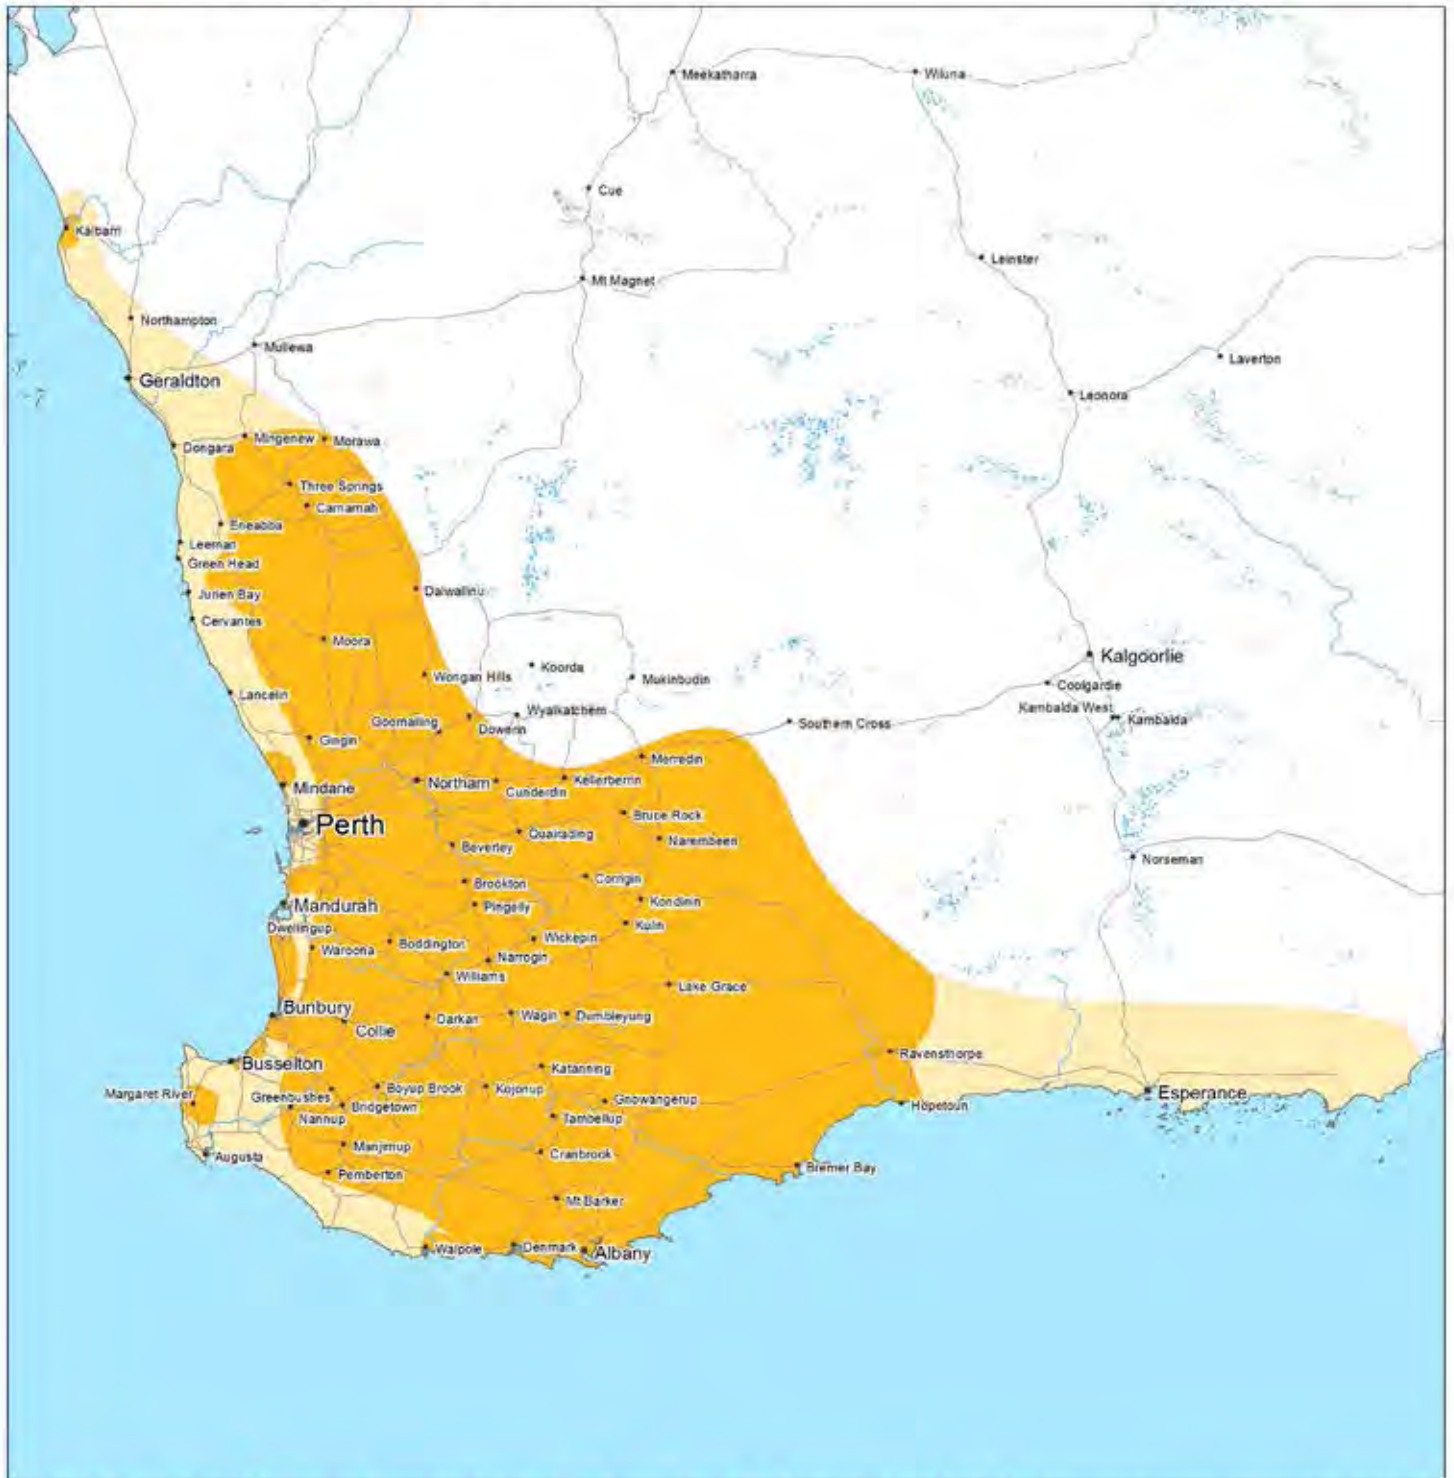 Meekatharra
Wiluna
Cue
Kalbarri
Leinster
Mt Magnet
Northampton
Mullewa
Laverton
Geraldton
Leonora
Mingenew
Morawa
Dongara
Three Springs
Carnamah
Eneabba
Leeman
Green Head
Dalwallinu
Jurien Bay
Cervantes
Moora
Kalgoorlie
Koorda
Wongan Hills
Mukinbudin
Coolgardie
Lancelin
Kambalda West
Wyalkatchem
Goomalling
Kambalda
Southern Cross
Dowerin
Gingin
Merredin
Kellerberrin
Northam
Mindarie
Cunderdin
Bruce Rock
Perth
Quairading
Narembeen
Beverley
Norseman
Corrigin
Brookton
Kondinin
Mandurah
Pingelly
Kulin
Dwellingup
Wickepin
Boddington
Waroona
Narrogin
Williams
Lake Grace
Bunbury
Wagin
Dumbleyung
Darkan
Collie
Ravensthorpe
Busselton
Katanning
Boyup Brook
Kojonup
Margaret River
Esperance
Greenbushes
Gnowangerup
Bridgetown
Hopetoun
Nannup
Tambellup
Manjimup
Cranbrook
Augusta
Bremer Bay
Pemberton
Mt Barker
Walpole
Denmark
Albany